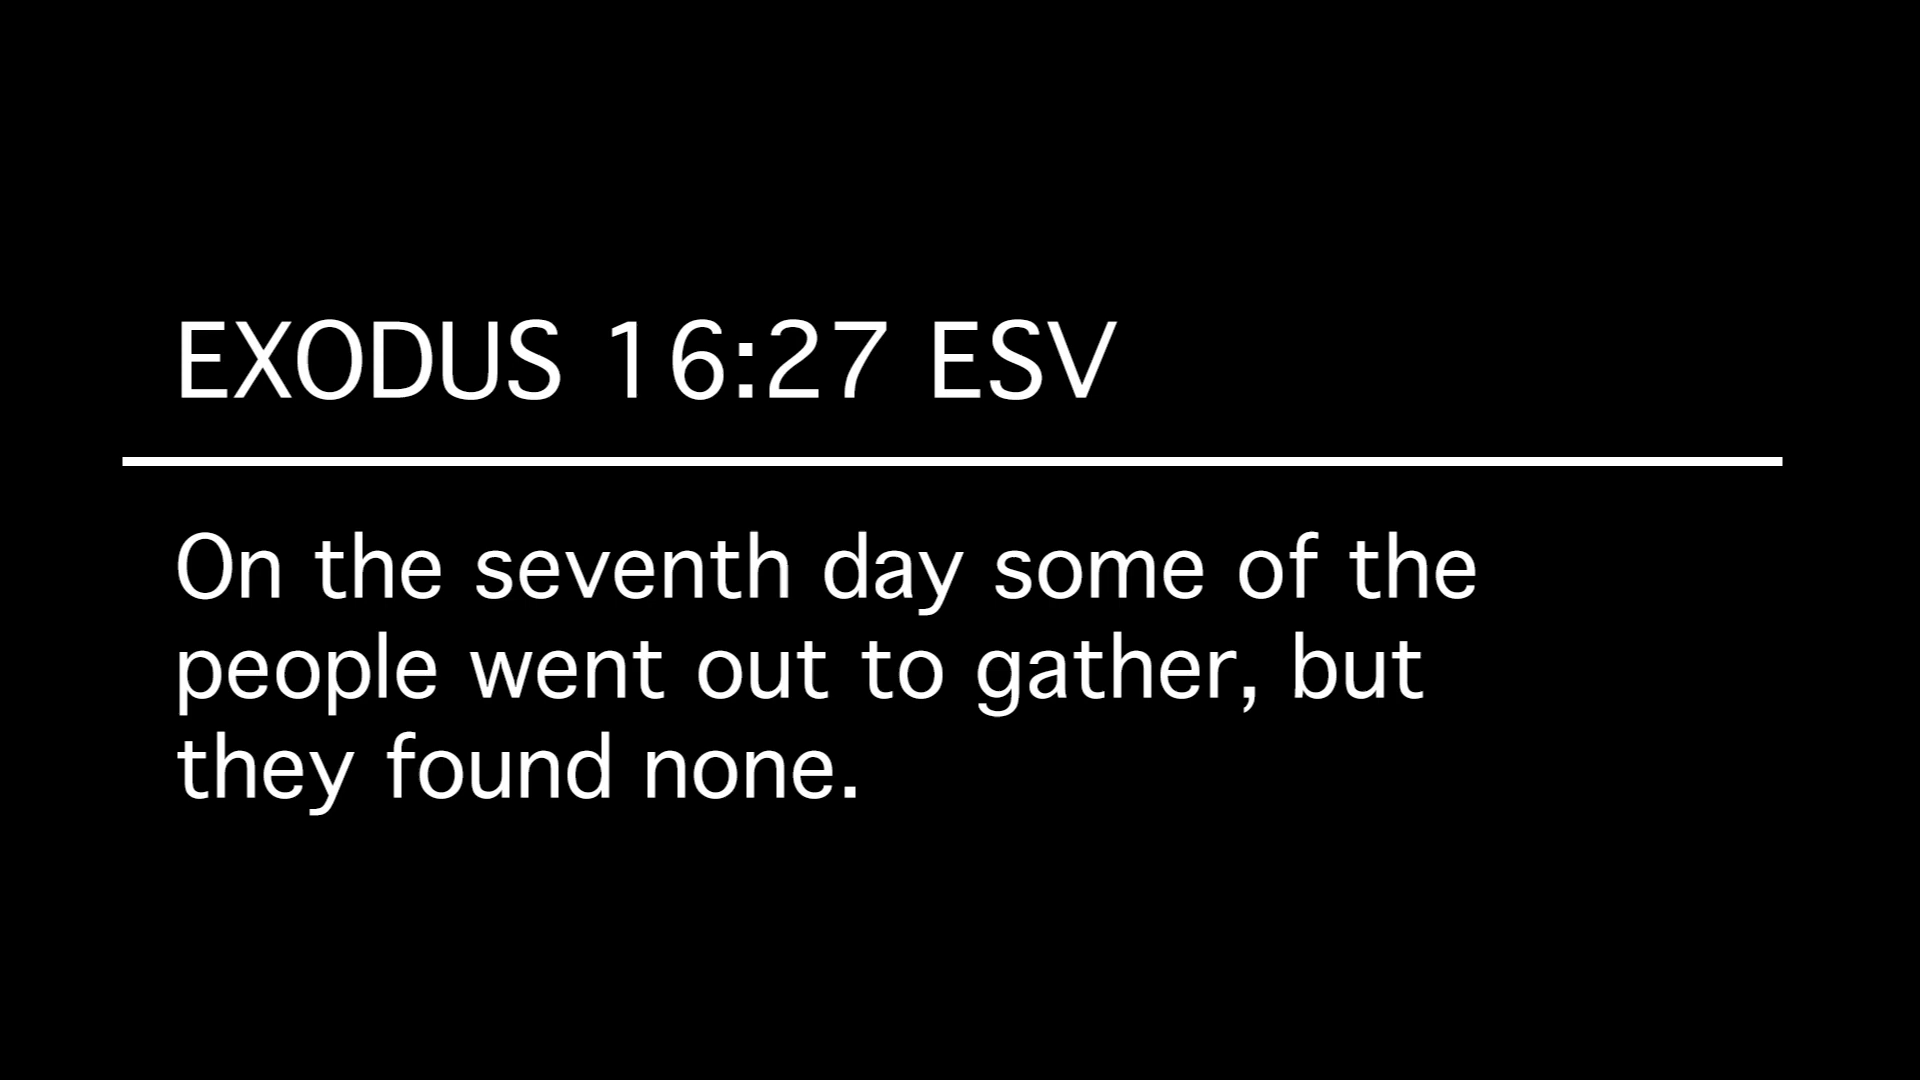 EXODUS 16:27 ESV
On the seventh day some of the
people went out to gather, but
they found none.